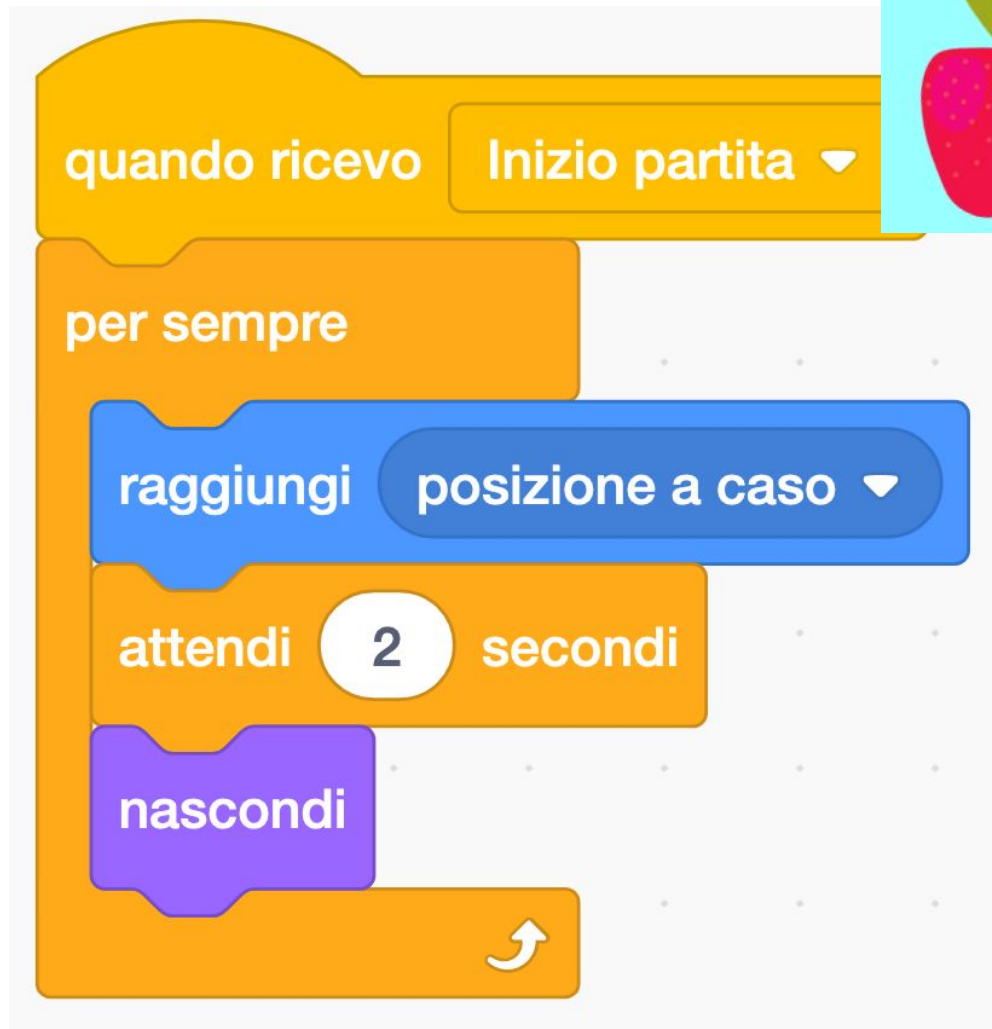 quando ricevo Inizio partita
per sempre
raggiungi posizione a caso
attendi 2 secondi
nascondi